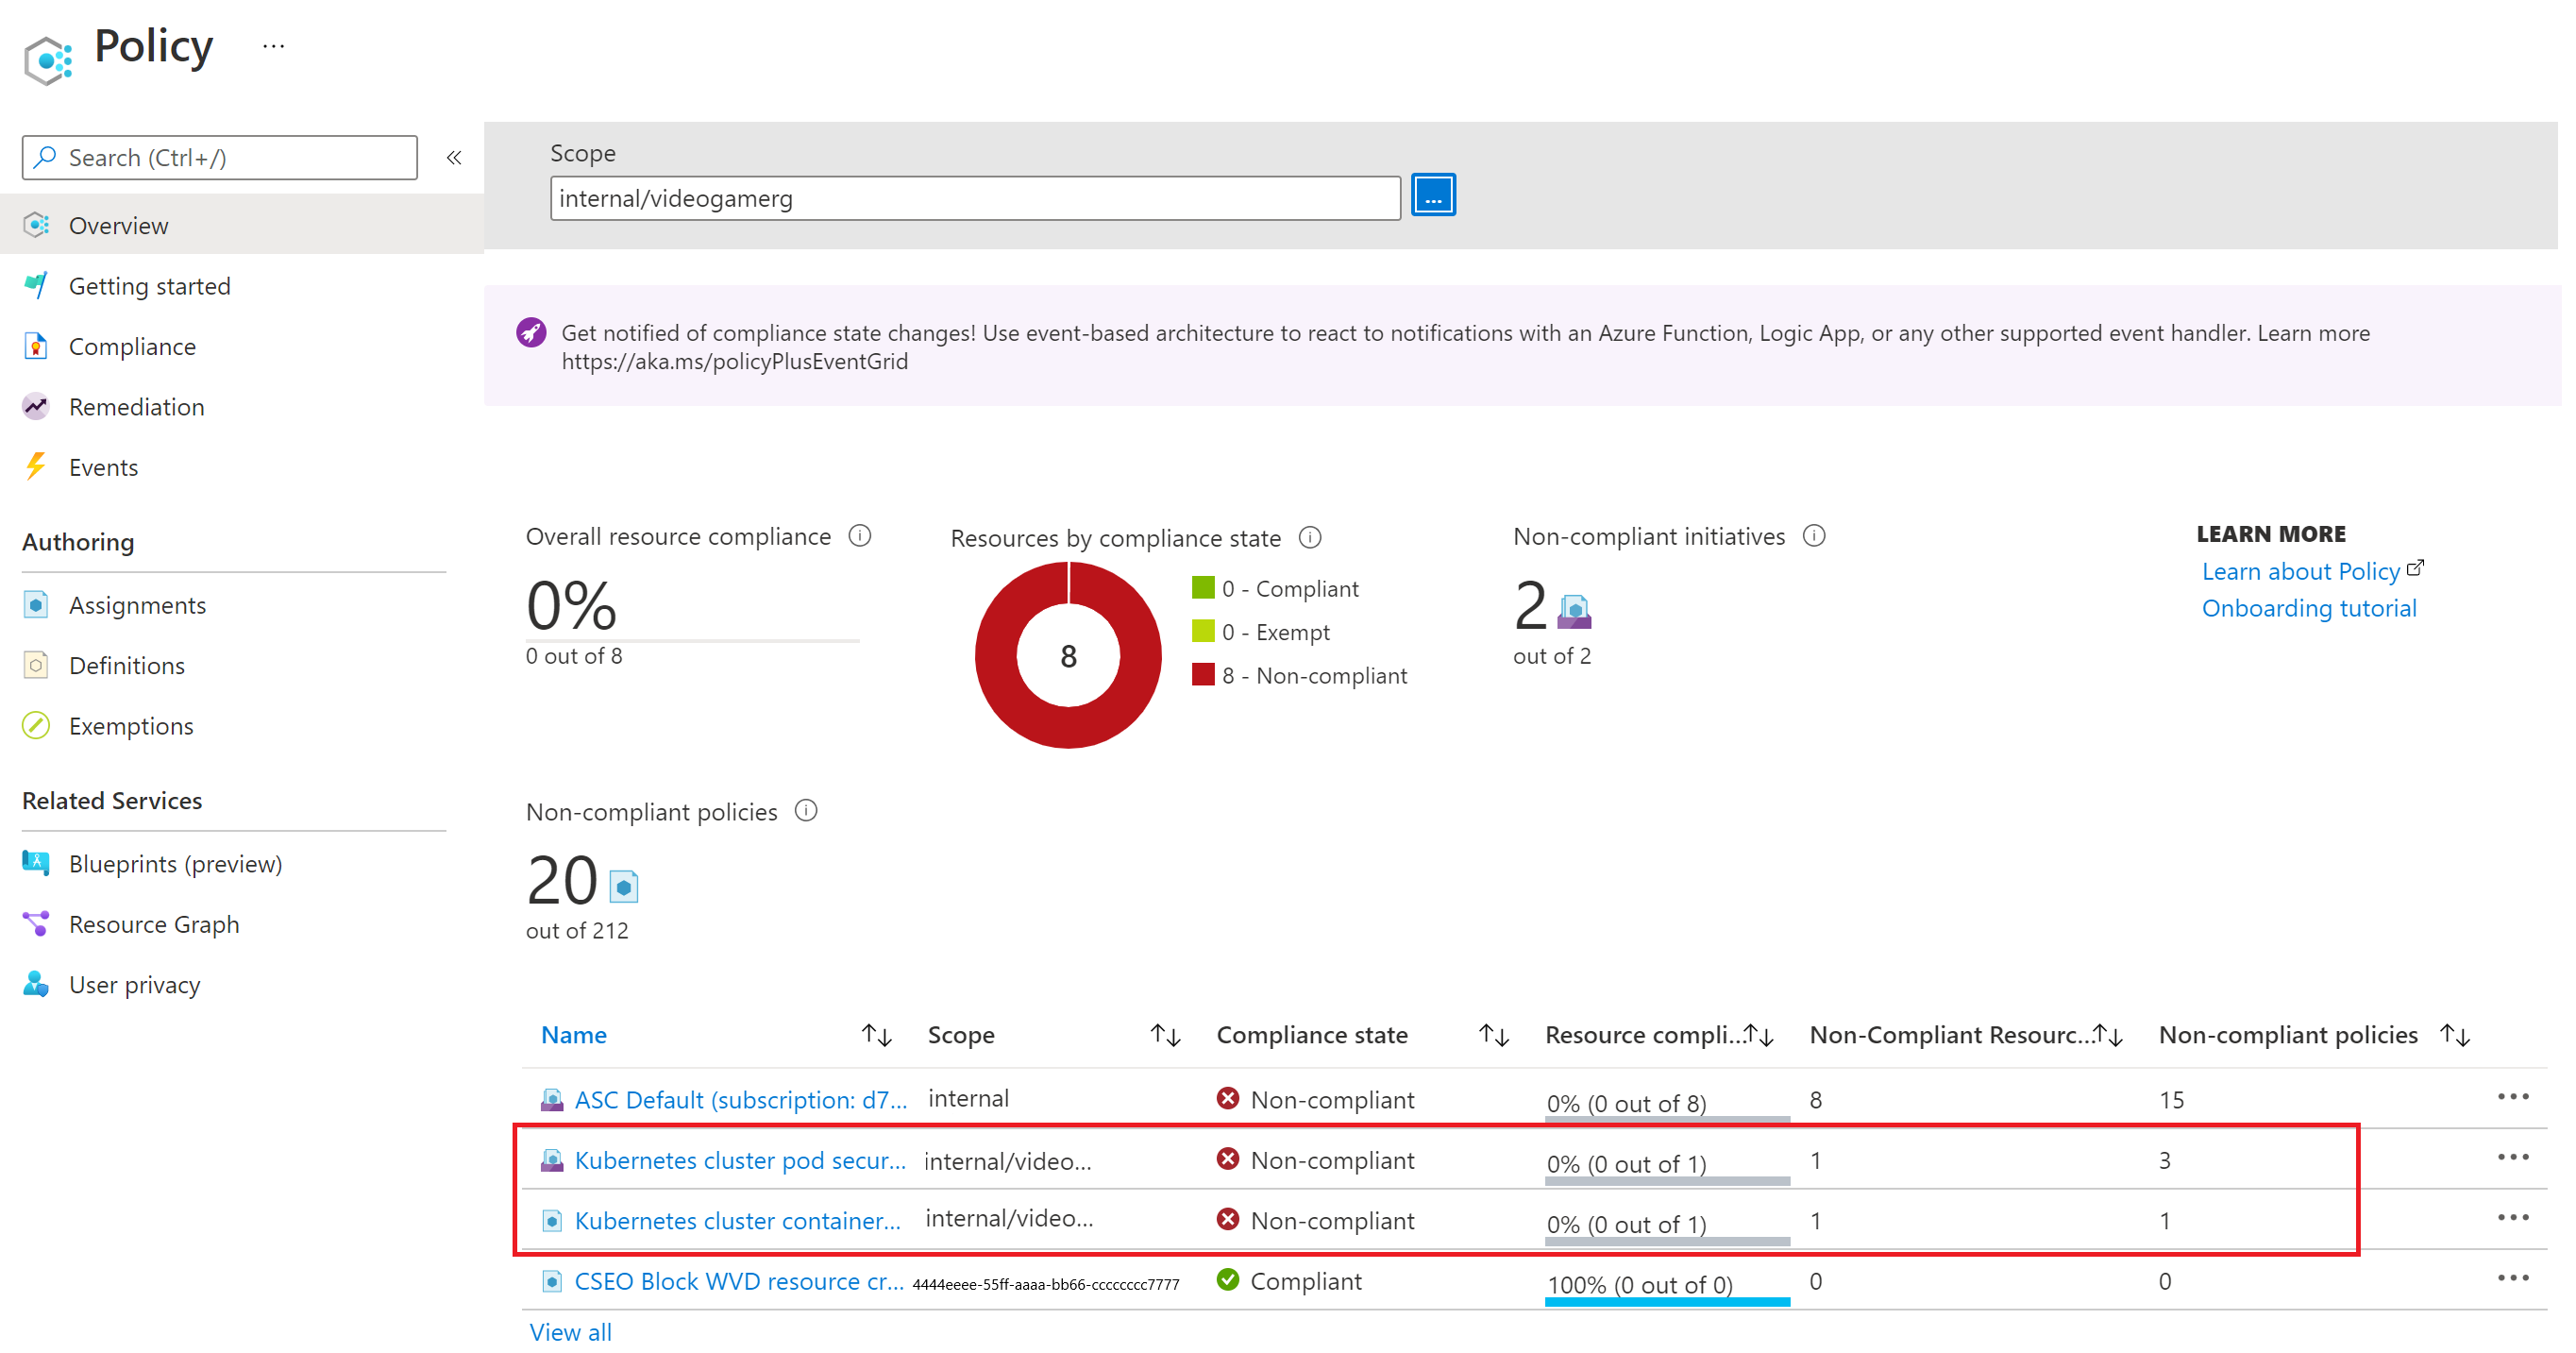 Policy ...
Search (Ctrl+/) «
Overview
Getting started
Compliance
Remediation
Events
Authoring
Assignments
Definitions
Exemptions
Related Services
Blueprints (preview)
Resource Graph
User privacy
Scope
internal/videogamerg ...
Get notified of compliance state changes! Use event-based architecture to react to notifications with an Azure Function, Logic App, or any other supported event handler. Learn more
https://aka.ms/policyPlusEventGrid
Overall resource compliance
0%
0 out of 8
Resources by compliance state
8
0 - Compliant
0 - Exempt
8 - Non-compliant
Non-compliant initiatives
2
out of 2
LEARN MORE
Learn about Policy
Onboarding tutorial
Non-compliant policies
20
out of 212
Name Scope Compliance state Resource compli... Non-Compliant Resourc... Non-compliant policies
ASC Default (subscription: d7... internal Non-compliant 0% (0 out of 8) 8 15 ...
Kubernetes cluster pod secur... internal/video... Non-compliant 0% (0 out of 1) 1 3 ...
Kubernetes cluster container... internal/video... Non-compliant 0% (0 out of 1) 1 1 ...
CSEO Block WVD resource cr... 4444eeee-55ff-aaaa-bb66-cccccccc7777 Compliant 100% (0 out of 0) 0 0 ...
View all